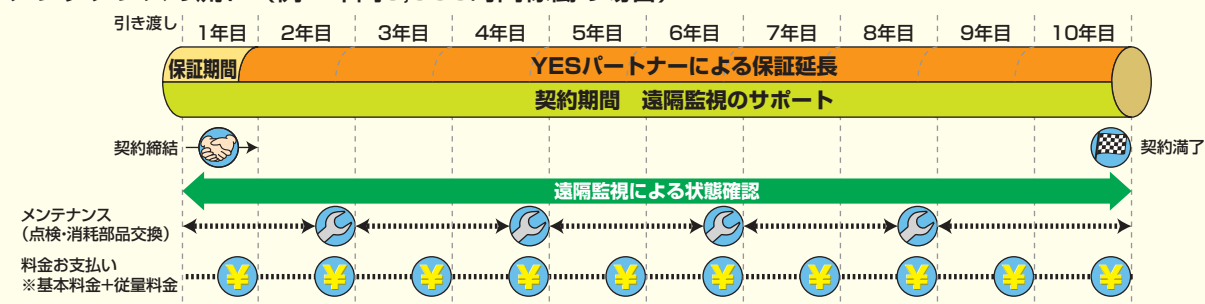 引き渡し
1年目 2年目 3年目 4年目 5年目 6年目 7年目 8年目 9年目 10年目
保証期間 YESパートナーによる保証延長
契約期間 遠隔監視のサポート
契約締結
契約満了
遠隔監視による状態確認
メンテナンス
(点検・消耗部品交換)
料金お支払い
※基本料金+従量料金